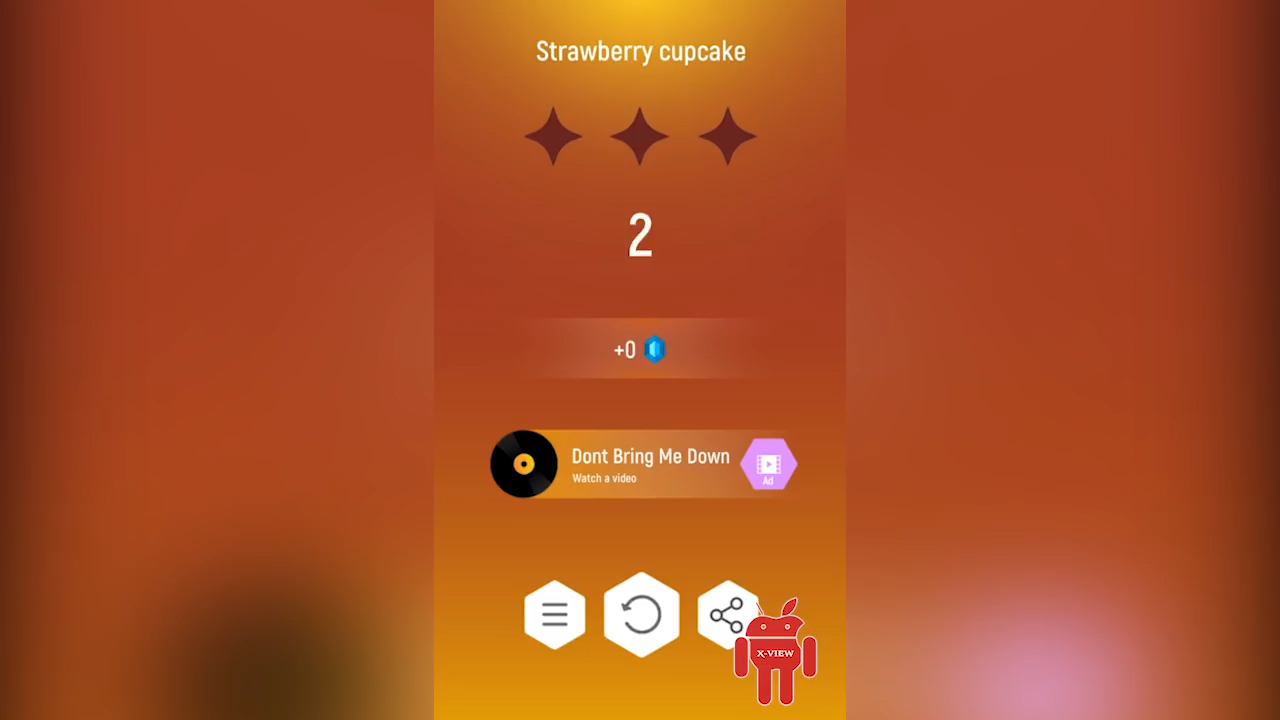 Strawberry cupcake
2
+0
Dont Bring Me Down
Watch a video
Ad
X-VIEW